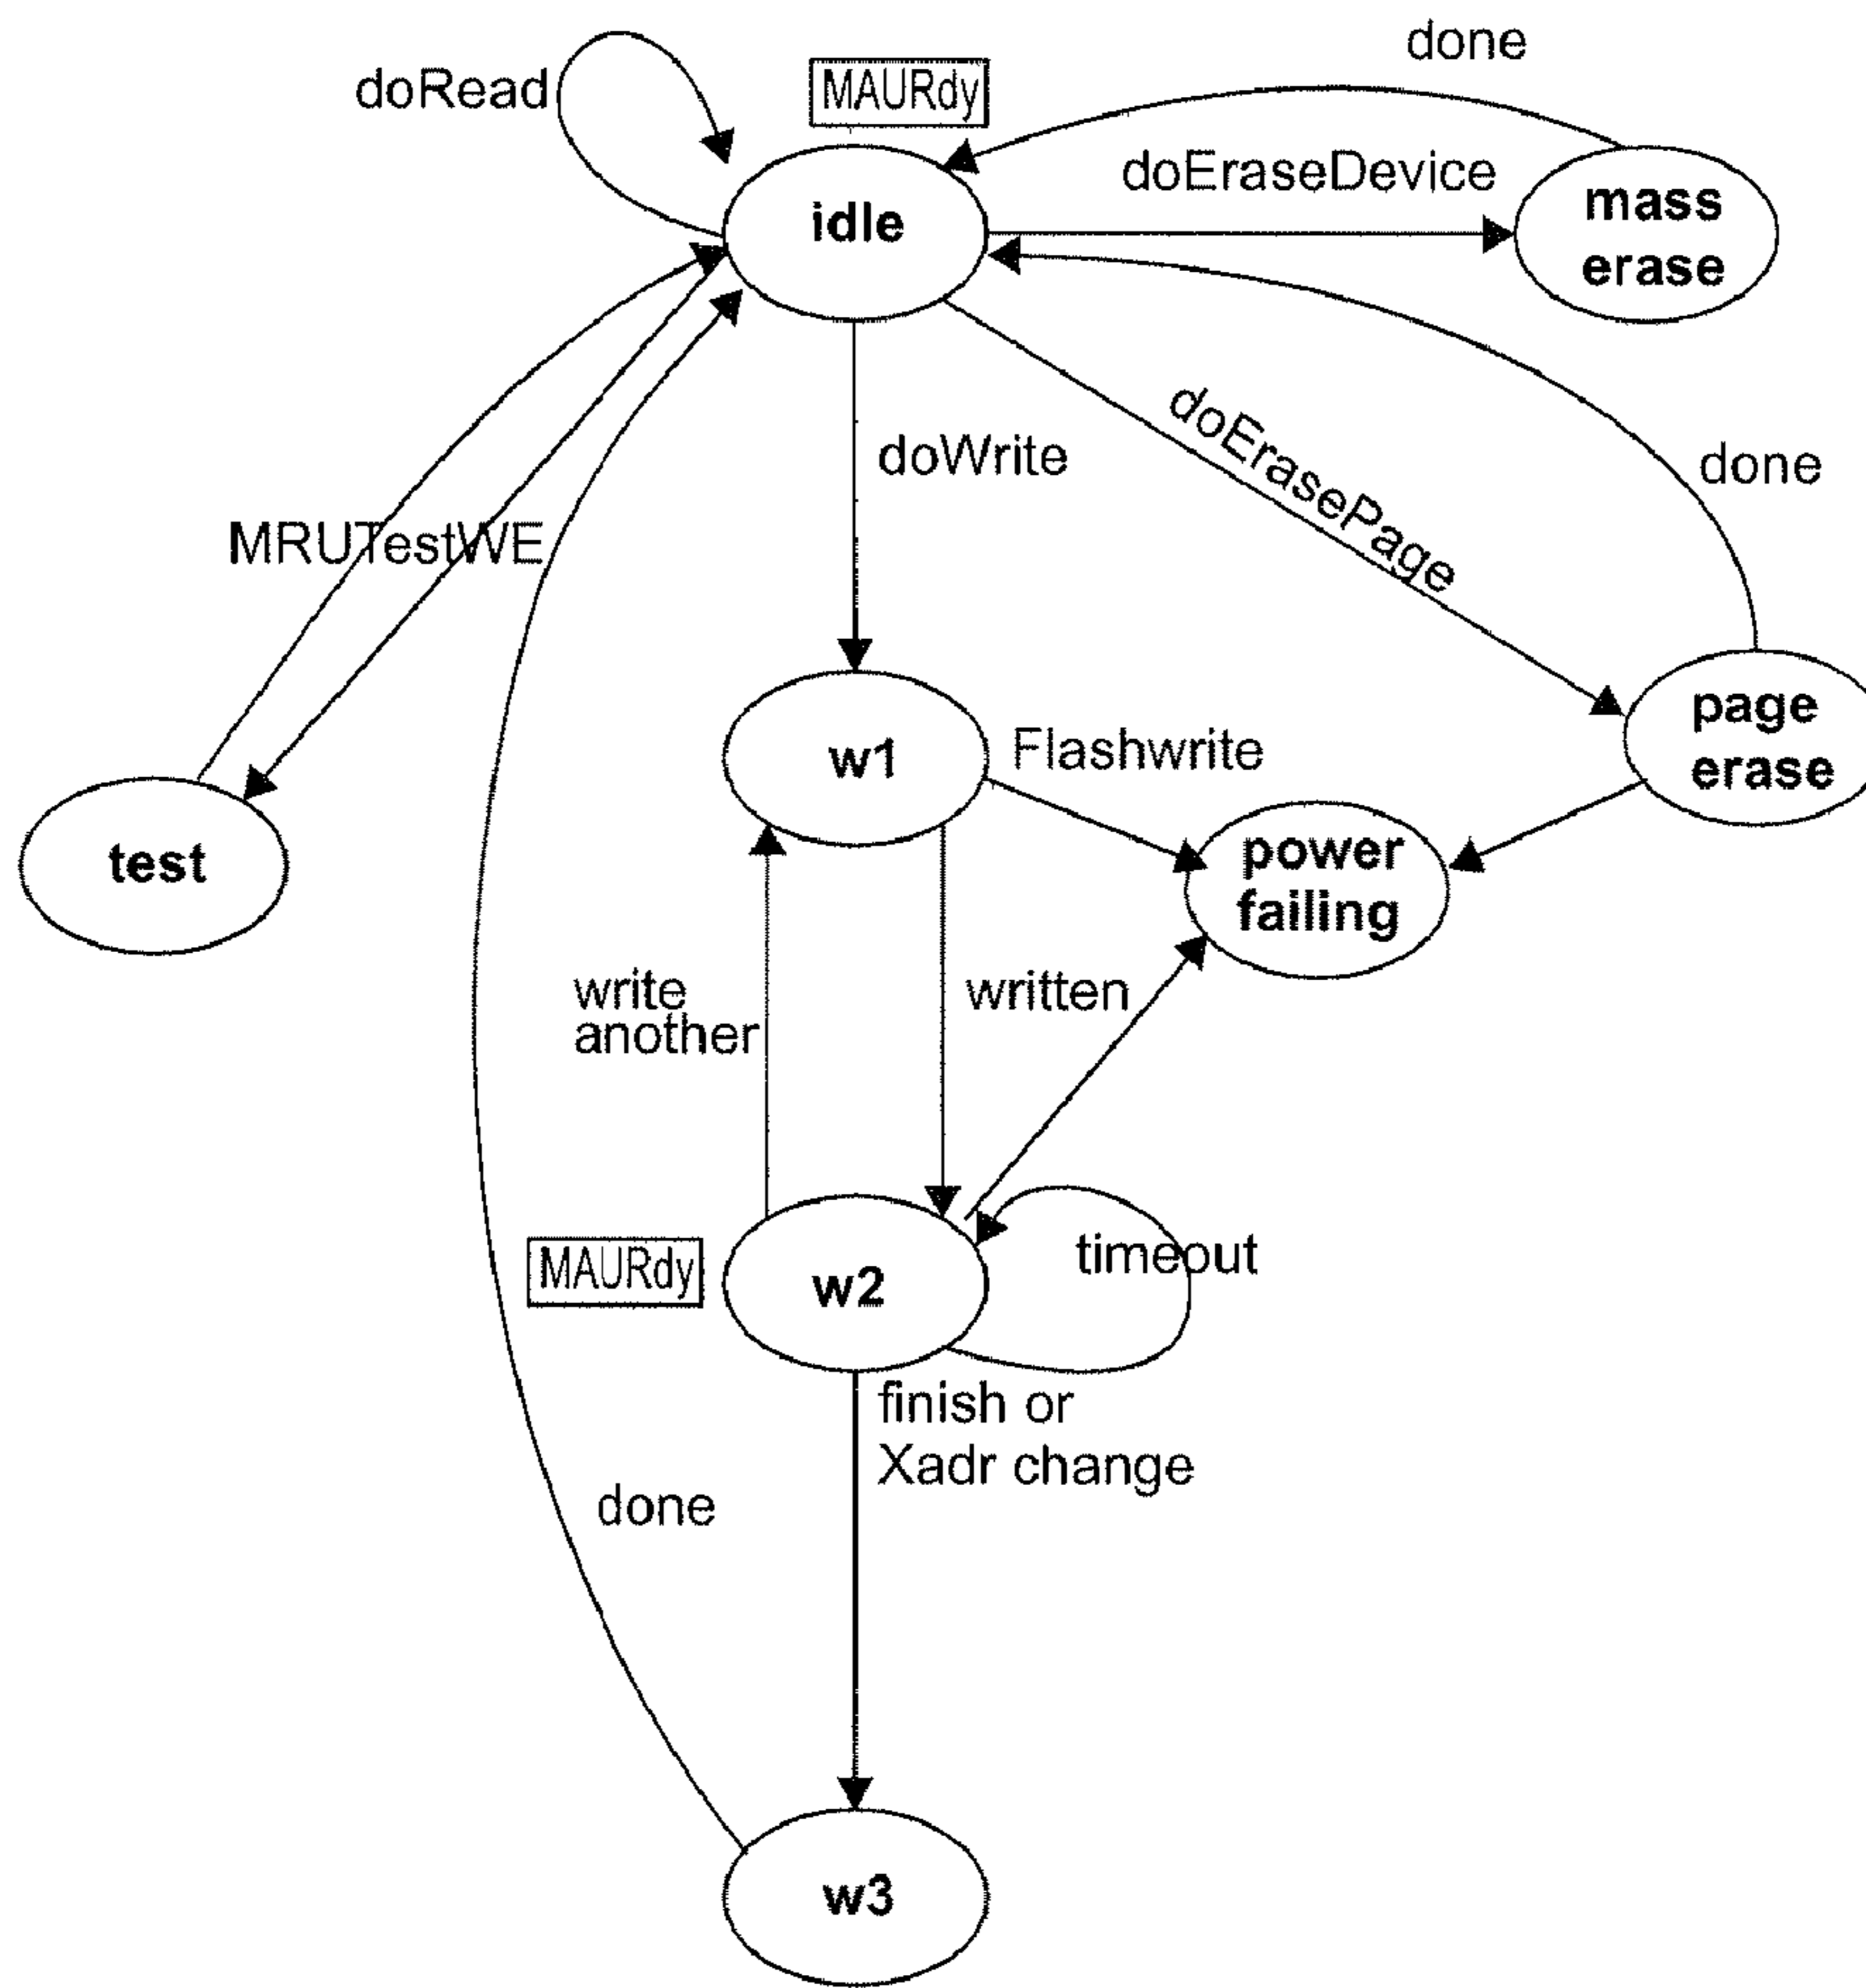 done
doRead
MAURdy
doEraseDevice
mass
erase
idle
doWrite
doErasePage
done
MRUTestWE
page
erase
w1
Flashwrite
power
failing
test
write
another
written
MAURdy
w2
timeout
finish or
Xadr change
done
w3